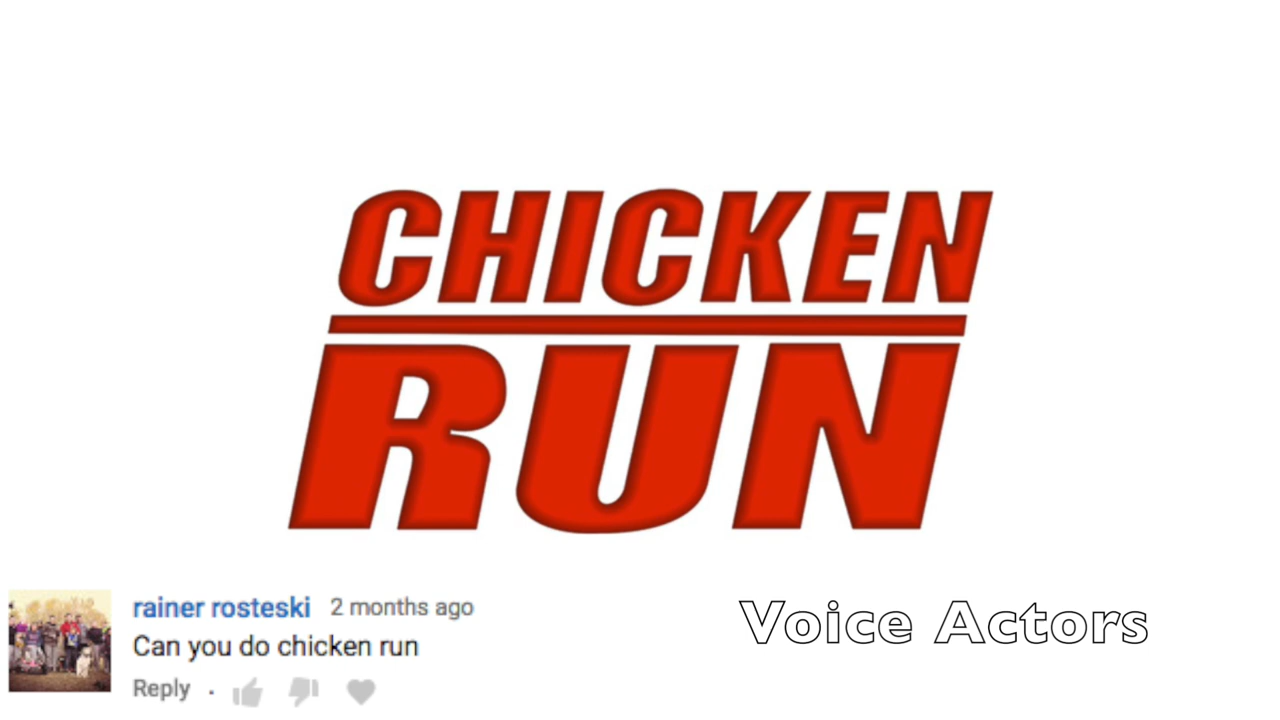 CHICKEN
RUN
rainer rosteski 2 months ago
Can you do chicken run
Reply .
Voice Actors